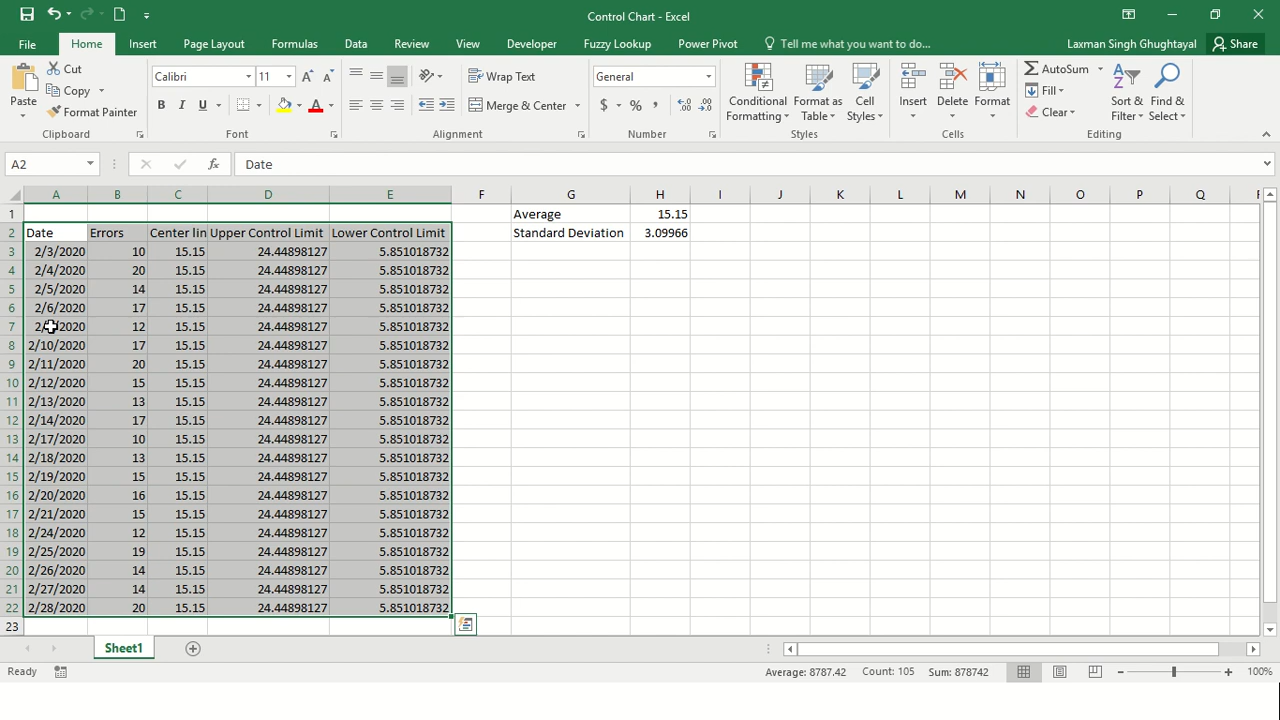 Control Chart - Excel
File Home Insert Page Layout Formulas Data Review View Developer Fuzzy Lookup Power Pivot Tell me what you want to do... Laxman Singh Ghughtayal Share
Paste
Cut
Copy
Format Painter
Clipboard
Calibri 11
B I U
Font
Wrap Text
Merge & Center
Alignment
General
$ % ,
Number
Conditional Formatting
Format as Table
Cell Styles
Styles
Insert Delete Format
Cells
AutoSum
Fill
Clear
Sort & Filter
Find & Select
Editing
A2 fx Date
A B C D E F G H I J K L M N O P Q
1 Average 15.15
2 Date Errors Center lin Upper Control Limit Lower Control Limit Standard Deviation 3.09966
3 2/3/2020 10 15.15 24.44898127 5.851018732
4 2/4/2020 20 15.15 24.44898127 5.851018732
5 2/5/2020 14 15.15 24.44898127 5.851018732
6 2/6/2020 17 15.15 24.44898127 5.851018732
7 12 15.15 24.44898127 5.851018732
8 2/10/2020 17 15.15 24.44898127 5.851018732
9 2/11/2020 20 15.15 24.44898127 5.851018732
10 2/12/2020 15 15.15 24.44898127 5.851018732
11 2/13/2020 13 15.15 24.44898127 5.851018732
12 2/14/2020 17 15.15 24.44898127 5.851018732
13 2/17/2020 10 15.15 24.44898127 5.851018732
14 2/18/2020 13 15.15 24.44898127 5.851018732
15 2/19/2020 15 15.15 24.44898127 5.851018732
16 2/20/2020 16 15.15 24.44898127 5.851018732
17 2/21/2020 15 15.15 24.44898127 5.851018732
18 2/24/2020 12 15.15 24.44898127 5.851018732
19 2/25/2020 19 15.15 24.44898127 5.851018732
20 2/26/2020 14 15.15 24.44898127 5.851018732
21 2/27/2020 14 15.15 24.44898127 5.851018732
22 2/28/2020 20 15.15 24.44898127 5.851018732
23
Sheet1
Ready Average: 8787.42 Count: 105 Sum: 878742 100%